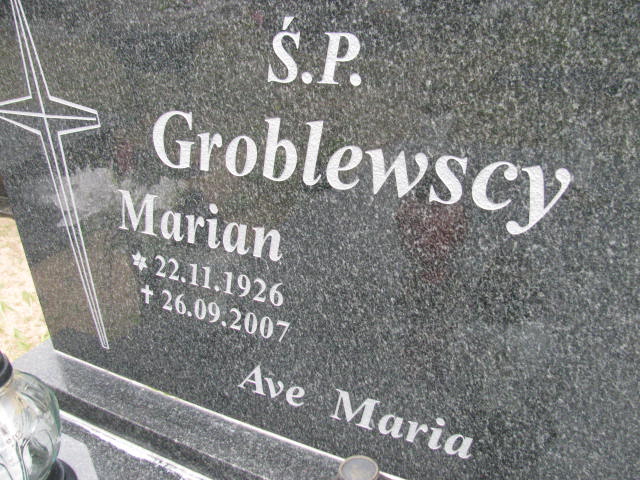 Ś.P.
Groblewscy
Marian
* 22.11.1926
✝ 26.09.2007
Ave Maria